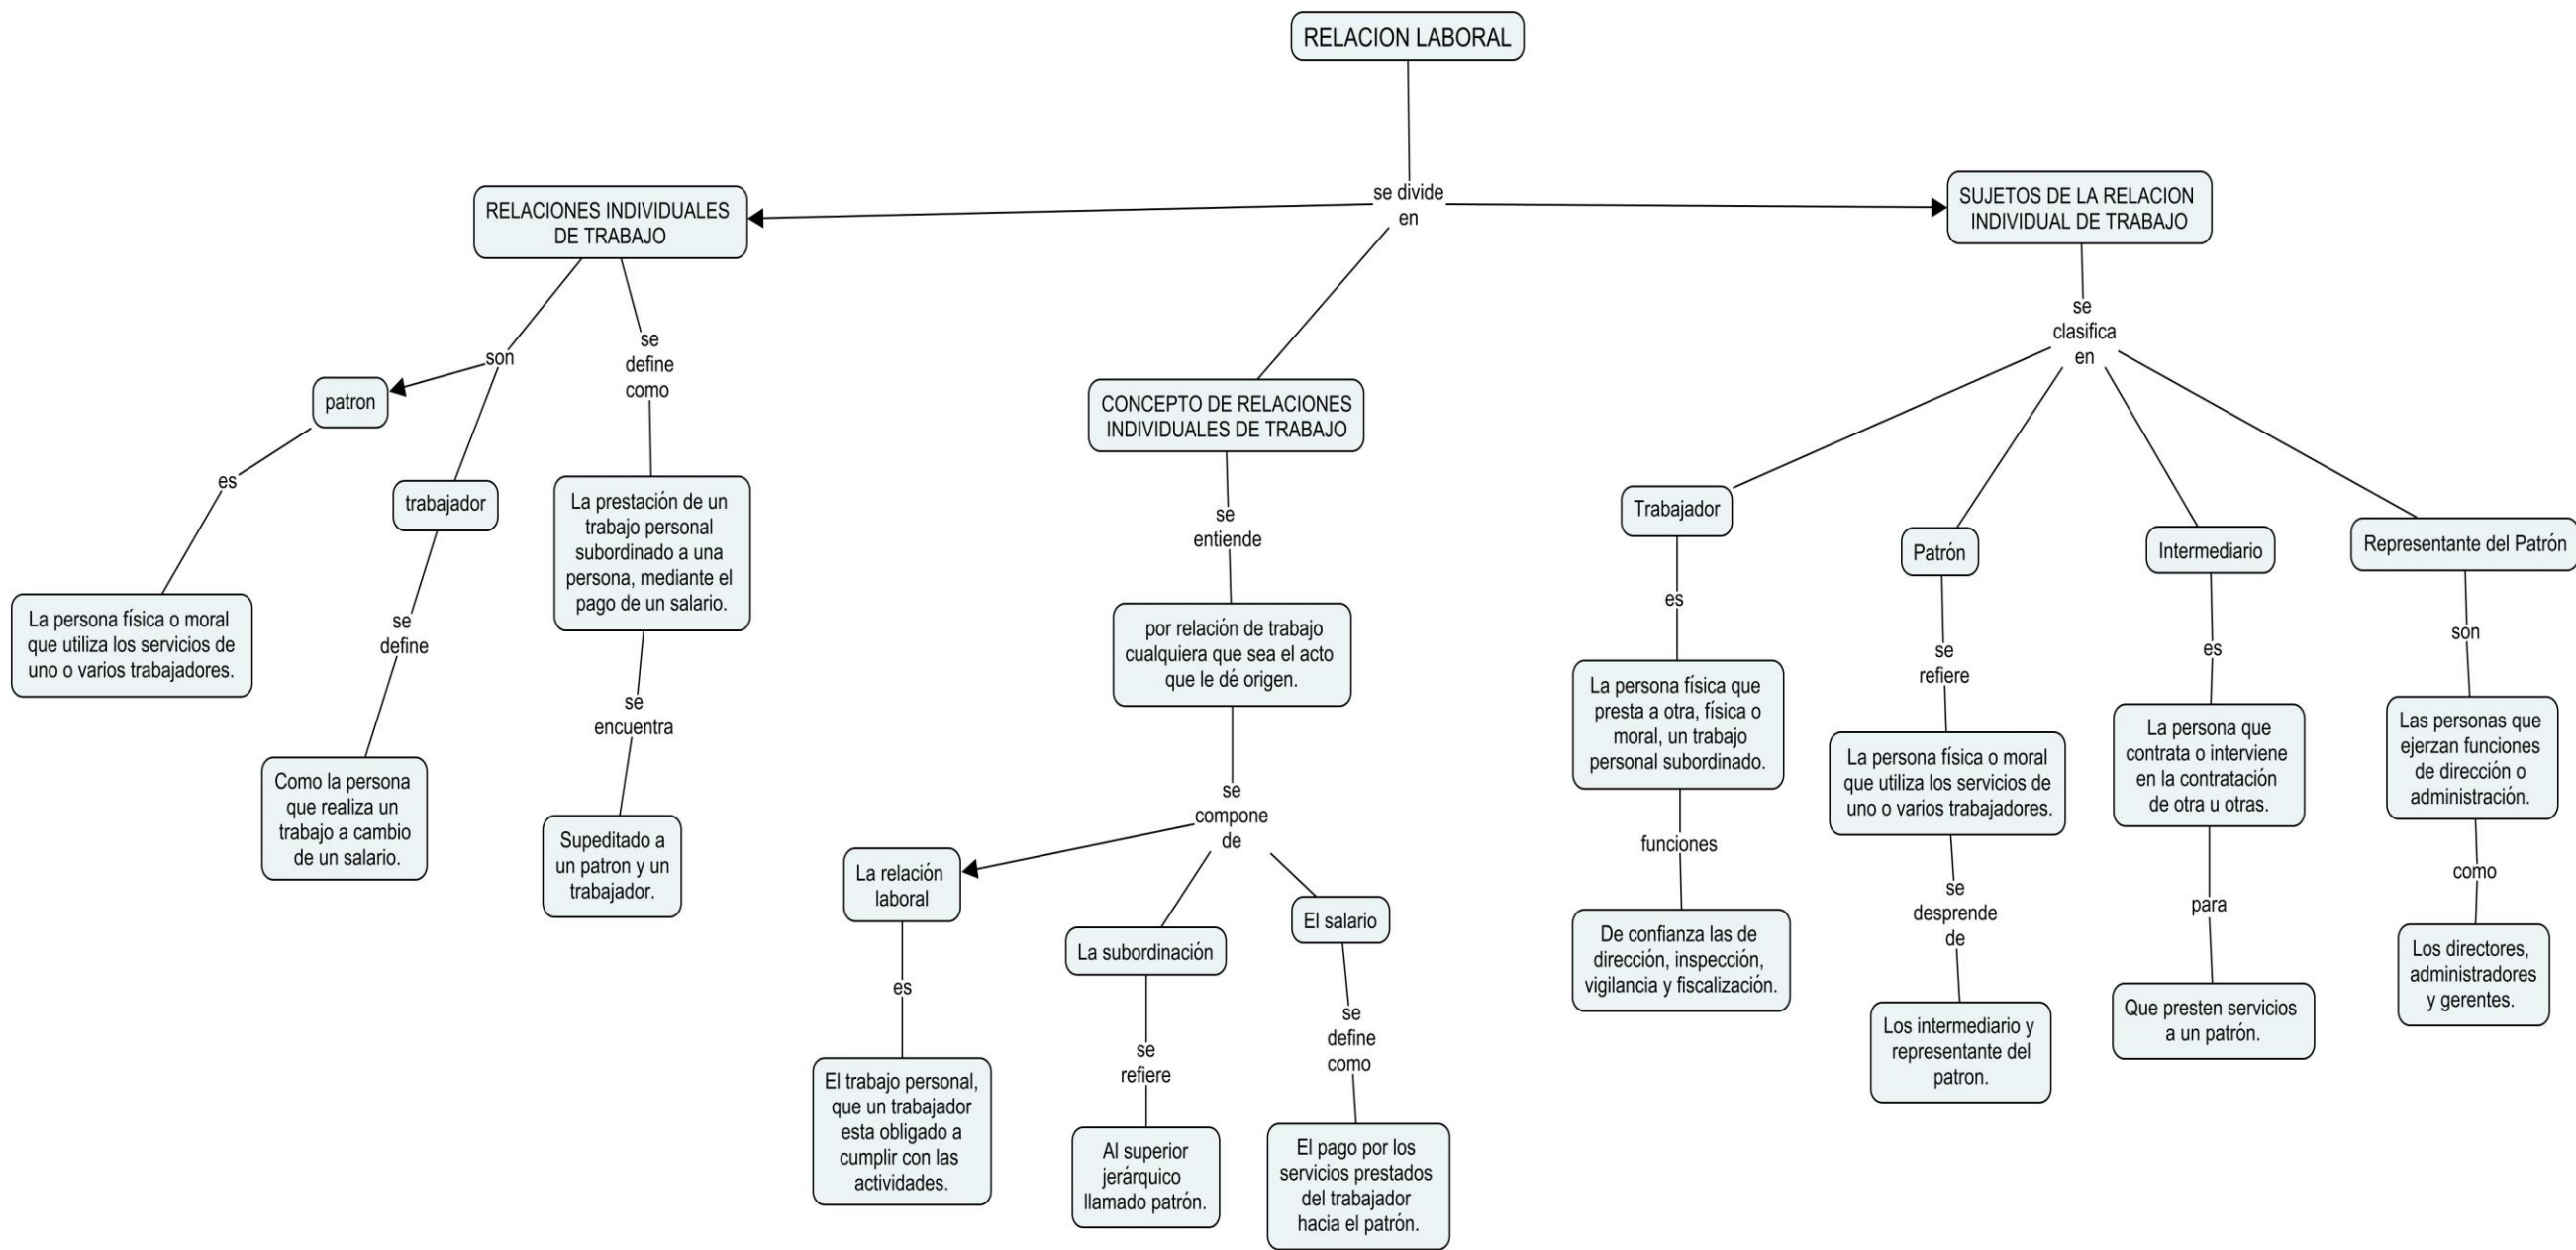 RELACION LABORAL
se divide
en
RELACIONES INDIVIDUALES
DE TRABAJO
son
patron
es
La persona física o moral
que utiliza los servicios de
uno o varios trabajadores.
trabajador
se
define
Como la persona
que realiza un
trabajo a cambio
de un salario.
se
define
como
La prestación de un
trabajo personal
subordinado a una
persona, mediante el
pago de un salario.
se
encuentra
Supeditado a
un patron y un
trabajador.
CONCEPTO DE RELACIONES
INDIVIDUALES DE TRABAJO
se
entiende
por relación de trabajo
cualquiera que sea el acto
que le dé origen.
se
compone
de
La relación
laboral
es
El trabajo personal,
que un trabajador
esta obligado a
cumplir con las
actividades.
La subordinación
se
refiere
Al superior
jerárquico
llamado patrón.
El salario
se
define
como
El pago por los
servicios prestados
del trabajador
hacia el patrón.
SUJETOS DE LA RELACION
INDIVIDUAL DE TRABAJO
se
clasifica
en
Trabajador
es
La persona física que
presta a otra, física o
moral, un trabajo
personal subordinado.
funciones
De confianza las de
dirección, inspección,
vigilancia y fiscalización.
Patrón
se
refiere
La persona física o moral
que utiliza los servicios de
uno o varios trabajadores.
se
desprende
de
Los intermediario y
representante del
patron.
Intermediario
es
La persona que
contrata o interviene
en la contratación
de otra u otras.
para
Que presten servicios
a un patrón.
Representante del Patrón
son
Las personas que
ejerzan funciones
de dirección o
administración.
como
Los directores,
administradores
y gerentes.